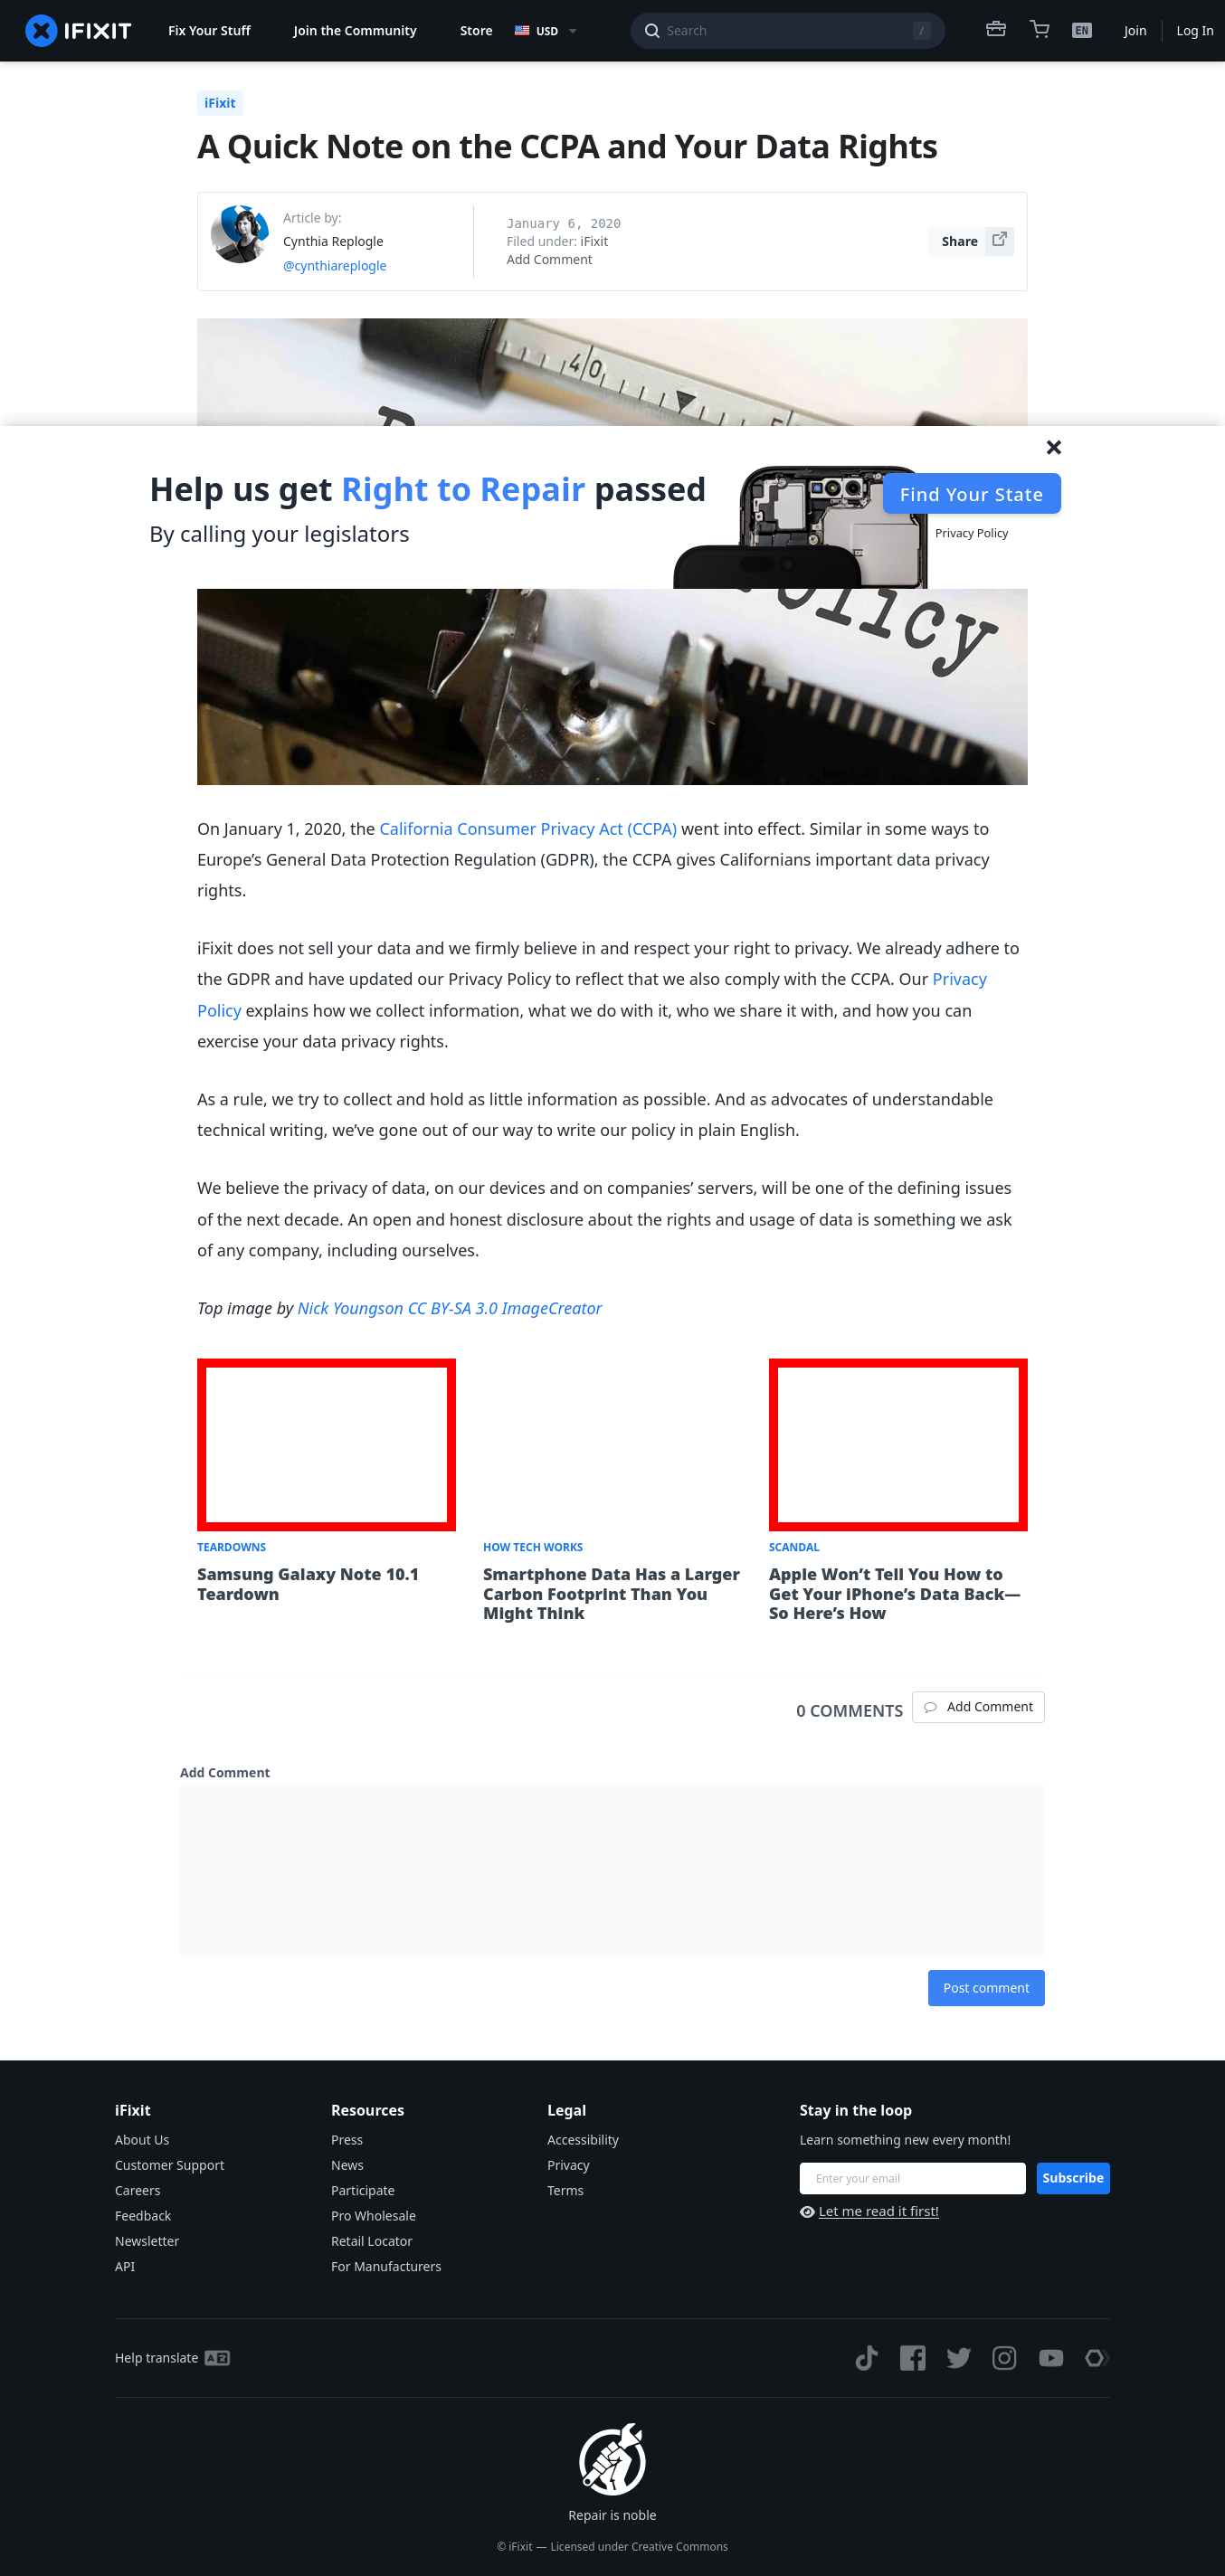 IFIXIT
Fix Your Stuff
Join the Community
Store
USD
Search
/
EN
Join
Log In
iFixit
A Quick Note on the CCPA and Your Data Rights
Article by:
Cynthia Replogle
@cynthiareplogle
January 6, 2020
Filed under: iFixit
Add Comment
Share
40
Help us get Right to Repair passed
By calling your legislators
Find Your State
Privacy Policy
On January 1, 2020, the California Consumer Privacy Act (CCPA) went into effect. Similar in some ways to
Europe’s General Data Protection Regulation (GDPR), the CCPA gives Californians important data privacy
rights.
iFixit does not sell your data and we firmly believe in and respect your right to privacy. We already adhere to
the GDPR and have updated our Privacy Policy to reflect that we also comply with the CCPA. Our Privacy
Policy explains how we collect information, what we do with it, who we share it with, and how you can
exercise your data privacy rights.
As a rule, we try to collect and hold as little information as possible. And as advocates of understandable
technical writing, we’ve gone out of our way to write our policy in plain English.
We believe the privacy of data, on our devices and on companies’ servers, will be one of the defining issues
of the next decade. An open and honest disclosure about the rights and usage of data is something we ask
of any company, including ourselves.
Top image by Nick Youngson CC BY-SA 3.0 ImageCreator
TEARDOWNS
Samsung Galaxy Note 10.1
Teardown
HOW TECH WORKS
Smartphone Data Has a Larger
Carbon Footprint Than You
Might Think
SCANDAL
Apple Won’t Tell You How to
Get Your iPhone’s Data Back—
So Here’s How
0 COMMENTS
Add Comment
Add Comment
Post comment
iFixit
About Us
Customer Support
Careers
Feedback
Newsletter
API
Resources
Press
News
Participate
Pro Wholesale
Retail Locator
For Manufacturers
Legal
Accessibility
Privacy
Terms
Stay in the loop
Learn something new every month!
Enter your email
Subscribe
Let me read it first!
Help translate
Repair is noble
© iFixit — Licensed under Creative Commons